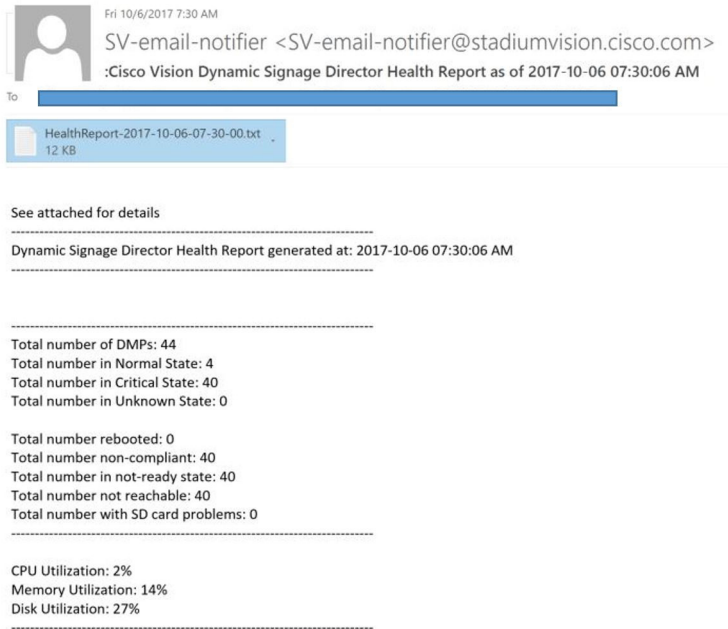 Fri 10/6/2017 7:30 AM
SV-email-notifier <SV-email-notifier@stadiumvision.cisco.com>
:Cisco Vision Dynamic Signage Director Health Report as of 2017-10-06 07:30:06 AM
To
HealthReport-2017-10-06-07-30-00.txt
12 KB
See attached for details
--------------------------------------------------------------------------------
Dynamic Signage Director Health Report generated at: 2017-10-06 07:30:06 AM
--------------------------------------------------------------------------------
--------------------------------------------------------------------------------
Total number of DMPs: 44
Total number in Normal State: 4
Total number in Critical State: 40
Total number in Unknown State: 0
Total number rebooted: 0
Total number non-compliant: 40
Total number in not-ready state: 40
Total number not reachable: 40
Total number with SD card problems: 0
--------------------------------------------------------------------------------
CPU Utilization: 2%
Memory Utilization: 14%
Disk Utilization: 27%
--------------------------------------------------------------------------------